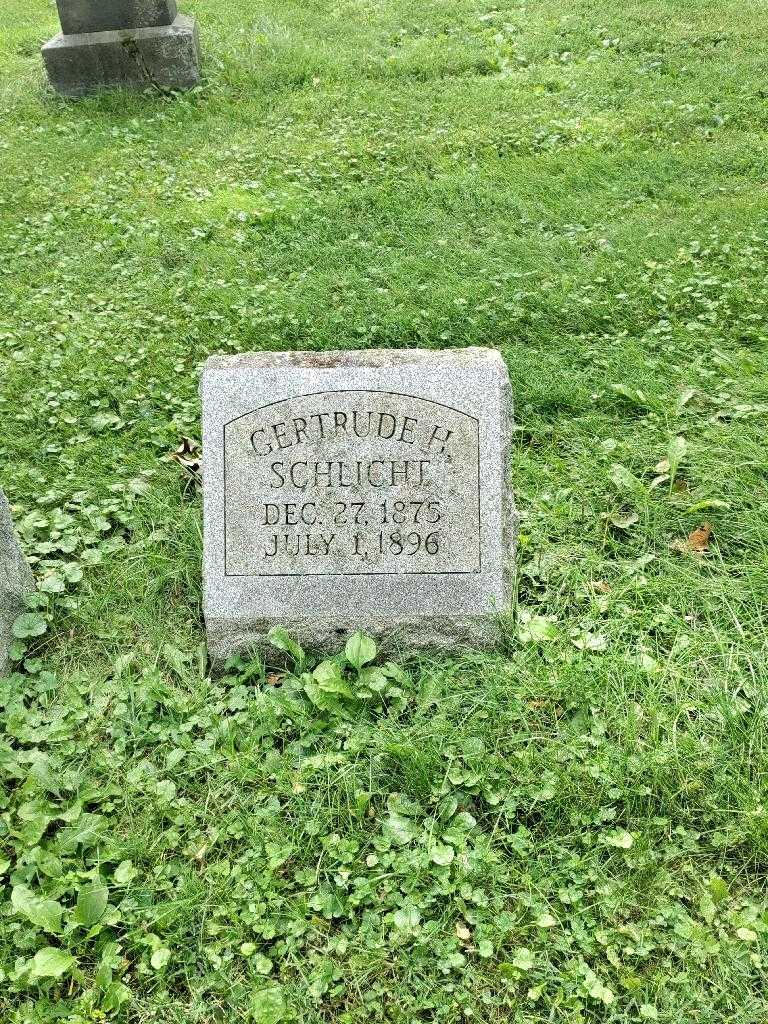 GERTRUDE H.
SCHLICHT
DEC. 27, 1875
JULY 1, 1896